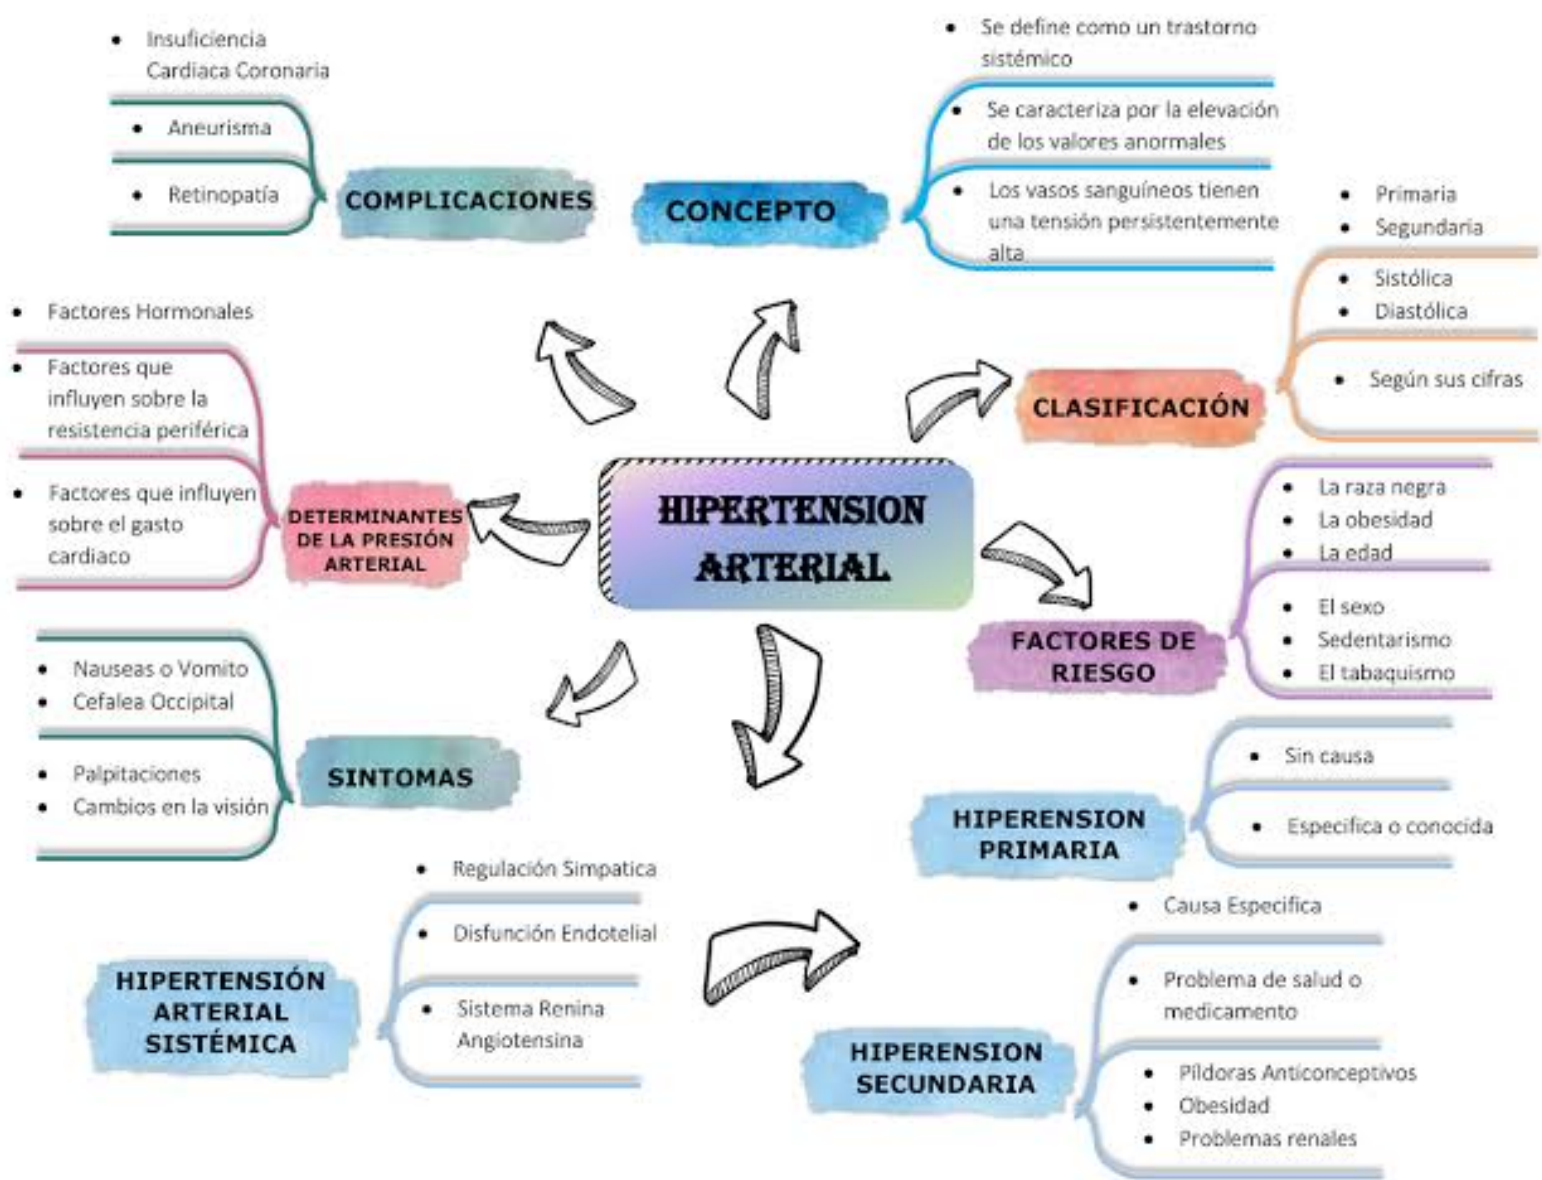 HIPERTENSION
ARTERIAL
CONCEPTO
• Se define como un trastorno
sistémico
• Se caracteriza por la elevación
de los valores anormales
• Los vasos sanguíneos tienen
una tensión persistentemente
alta
CLASIFICACIÓN
• Primaria
• Segundaria
• Sistólica
• Diastólica
• Según sus cifras
FACTORES DE
RIESGO
• La raza negra
• La obesidad
• La edad
• El sexo
• Sedentarismo
• El tabaquismo
HIPERENSION
PRIMARIA
• Sin causa
• Especifica o conocida
HIPERENSION
SECUNDARIA
• Causa Especifica
• Problema de salud o
medicamento
• Píldoras Anticonceptivos
• Obesidad
• Problemas renales
HIPERTENSIÓN
ARTERIAL
SISTÉMICA
• Regulación Simpatica
• Disfunción Endotelial
• Sistema Renina
Angiotensina
SINTOMAS
• Nauseas o Vomito
• Cefalea Occipital
• Palpitaciones
• Cambios en la visión
DETERMINANTES
DE LA PRESIÓN
ARTERIAL
• Factores Hormonales
• Factores que
influyen sobre la
resistencia periférica
• Factores que influyen
sobre el gasto
cardiaco
COMPLICACIONES
• Insuficiencia
Cardiaca Coronaria
• Aneurisma
• Retinopatía